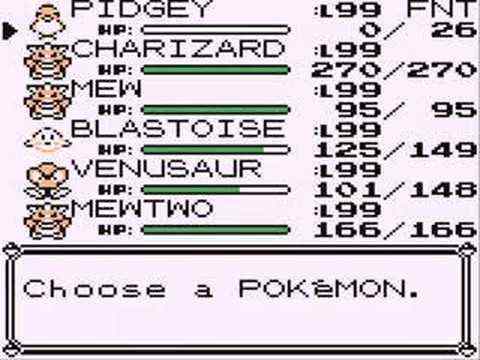 PIDGEY :L99 FNT
HP: 0/ 26
CHARIZARD :L99
HP: 270/270
MEW :L99
HP: 95/ 95
BLASTOISE :L99
HP: 125/149
VENUSAUR :L99
HP: 101/148
MEWTWO :L99
HP: 166/166
Choose a POKéMON.